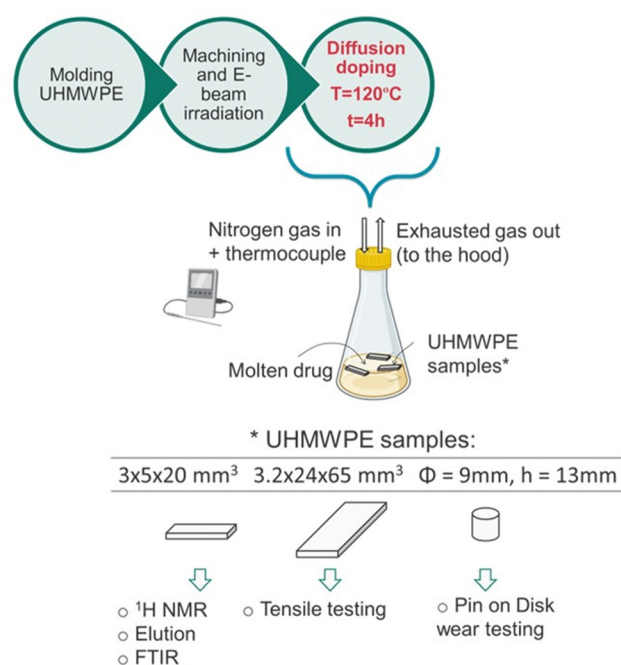 Molding
UHMWPE
Machining
and E-
beam
irradiation
Diffusion
doping
T=120°C
t=4h
Nitrogen gas in
+ thermocouple
Exhausted gas out
(to the hood)
Molten drug
UHMWPE
samples*
* UHMWPE samples:
3x5x20 mm³ 3.2x24x65 mm³ Φ = 9mm, h = 13mm
○ ¹H NMR
○ Elution
○ FTIR
○ Tensile testing
○ Pin on Disk
wear testing